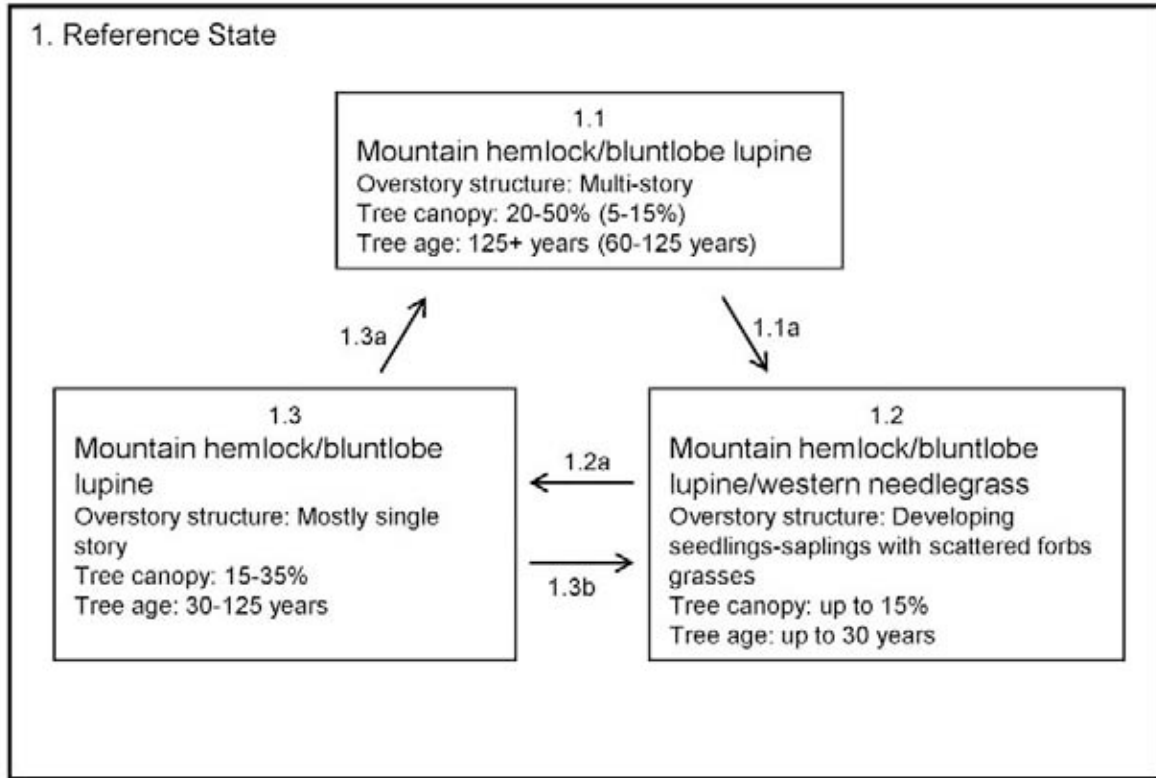 1. Reference State
1.1
Mountain hemlock/bluntlobe lupine
Overstory structure: Multi-story
Tree canopy: 20-50% (5-15%)
Tree age: 125+ years (60-125 years)
1.3a
1.1a
1.3
Mountain hemlock/bluntlobe
lupine
Overstory structure: Mostly single
story
Tree canopy: 15-35%
Tree age: 30-125 years
1.2a
1.3b
1.2
Mountain hemlock/bluntlobe
lupine/western needlegrass
Overstory structure: Developing
seedlings-saplings with scattered forbs
grasses
Tree canopy: up to 15%
Tree age: up to 30 years